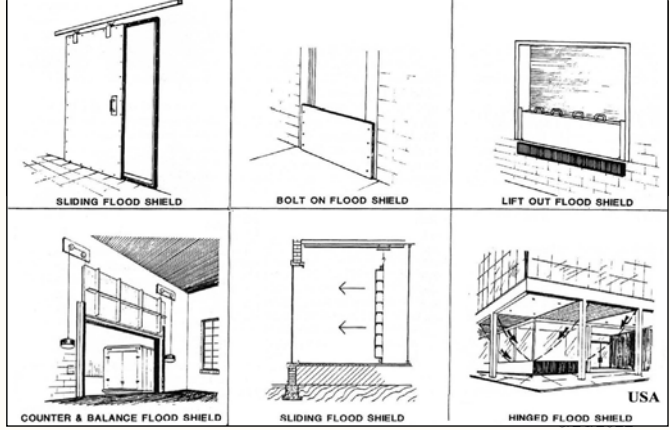 SLIDING FLOOD SHIELD
BOLT ON FLOOD SHIELD
LIFT OUT FLOOD SHIELD
COUNTER & BALANCE FLOOD SHIELD
SLIDING FLOOD SHIELD
HINGED FLOOD SHIELD
USA